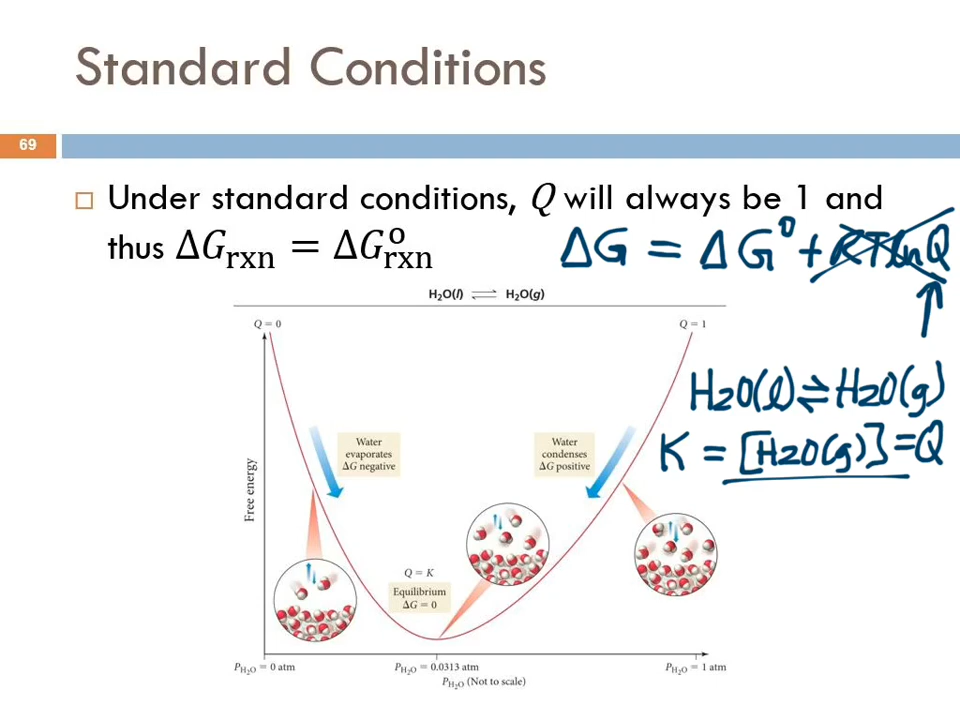 Standard Conditions
69
Under standard conditions, Q will always be 1 and
thus ΔG_rxn = ΔG°_rxn
ΔG = ΔG° + RTlnQ
H₂O(l) ⇌ H₂O(g)
Q = 0
Q = 1
H₂O(l) ⇌ H₂O(g)
K = [H₂O(g)] = Q
Water
evaporates
ΔG negative
Water
condenses
ΔG positive
Free energy
Q = K
Equilibrium
ΔG = 0
P_H₂O = 0 atm
P_H₂O = 0.0313 atm
P_H₂O = 1 atm
P_H₂O (Not to scale)